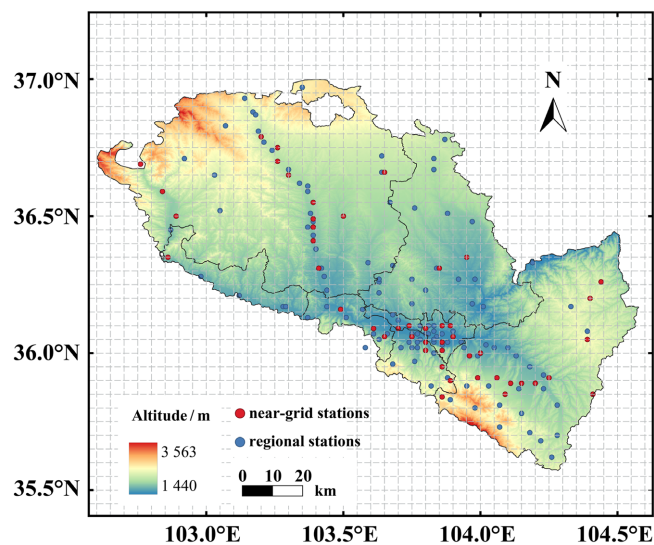 37.0°N
N
36.5°N
36.0°N
Altitude / m
near-grid stations
3 563
regional stations
1 440
0 10 20
km
35.5°N
103.0°E 103.5°E 104.0°E 104.5°E